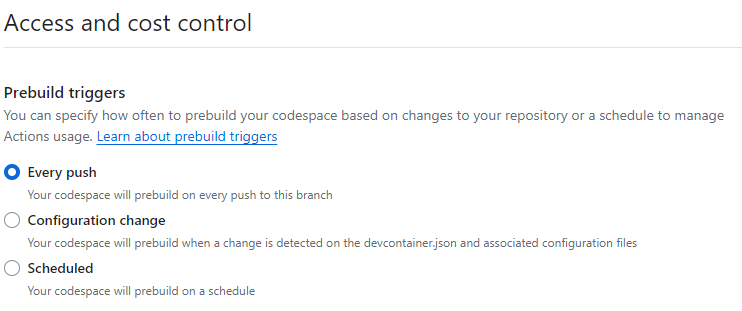 Access and cost control
Prebuild triggers
You can specify how often to prebuild your codespace based on changes to your repository or a schedule to manage
Actions usage. Learn about prebuild triggers
Every push
Your codespace will prebuild on every push to this branch
Configuration change
Your codespace will prebuild when a change is detected on the devcontainer.json and associated configuration files
Scheduled
Your codespace will prebuild on a schedule